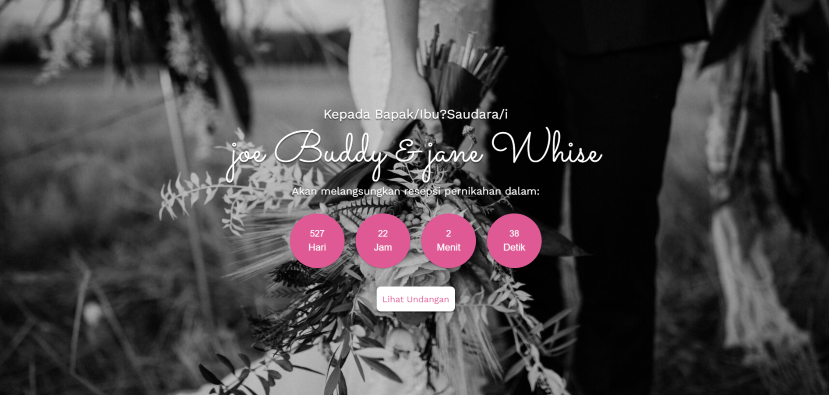 Kepada Bapak/Ibu?Saudara/i
joe Buddy & jane Whise
Akan melangsungkan resepsi pernikahan dalam:
527 22 2 38
Hari Jam Menit Detik
Lihat Undangan